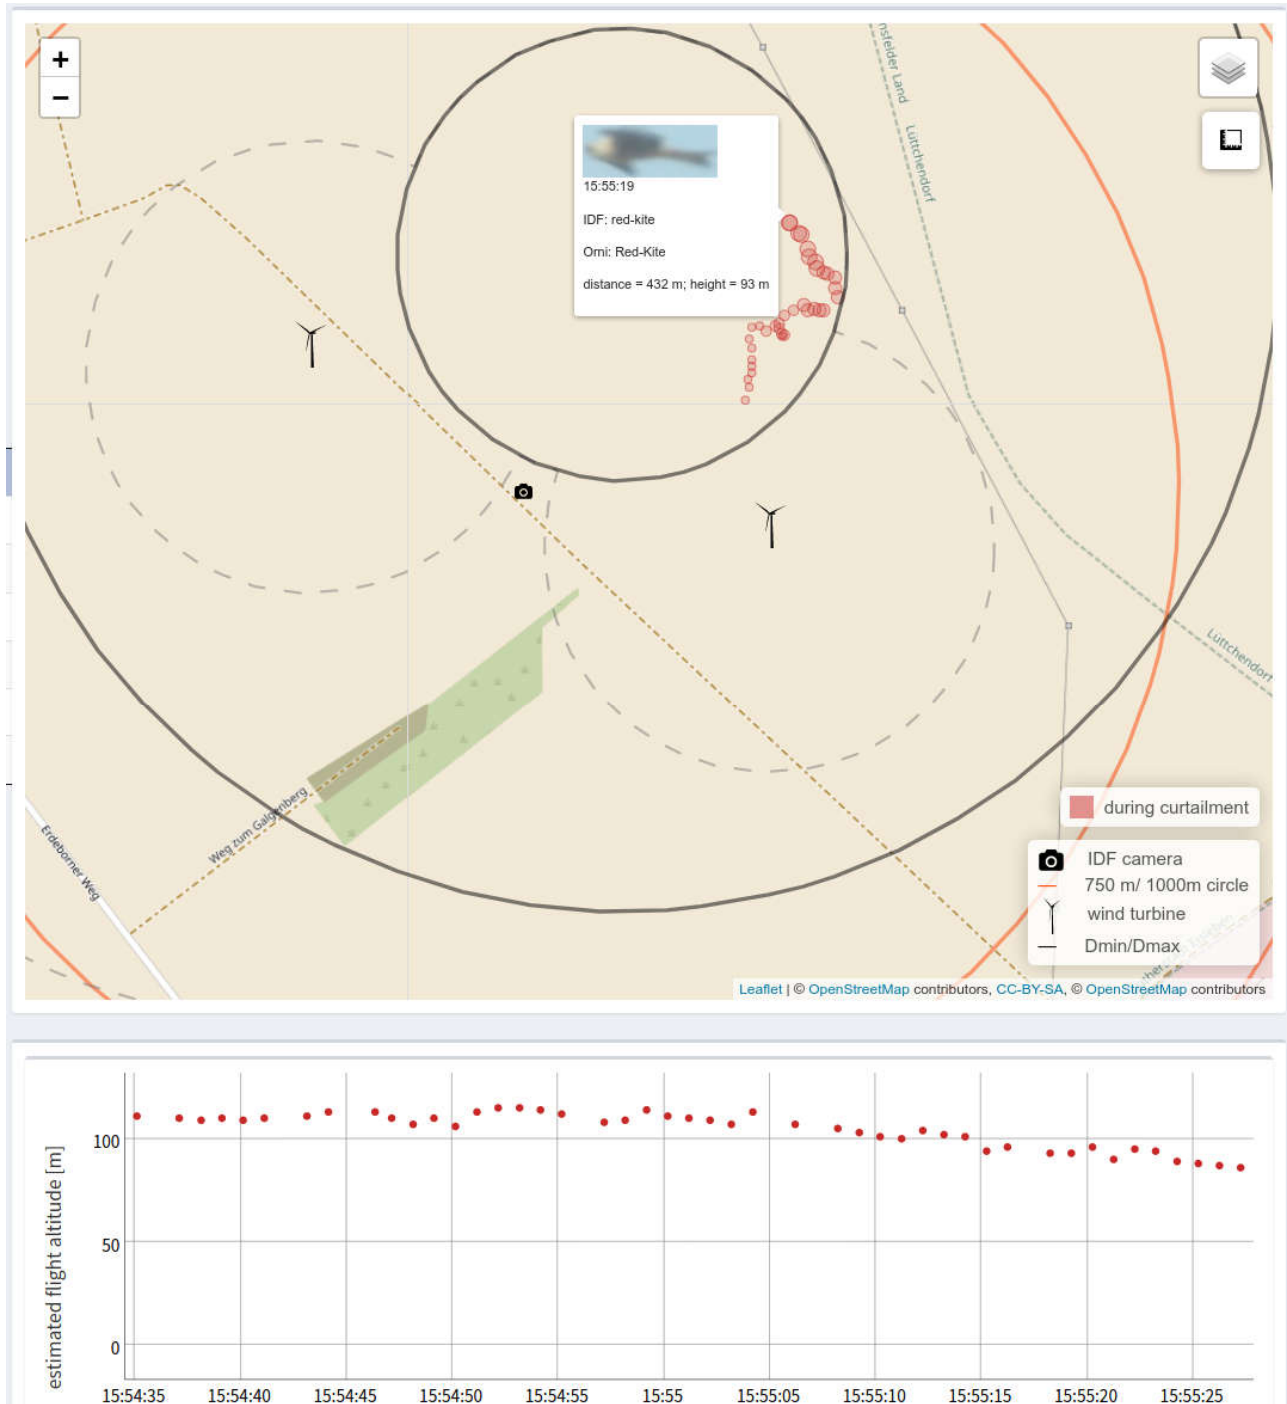 +
−
nsfelder Land
Lüttchendorf
15:55:19
IDF: red-kite
Orni: Red-Kite
distance = 432 m; height = 93 m
Lüttchendorf
Weg zum Galgenberg
Erdeborner Weg
during curtailment
IDF camera
750 m/ 1000m circle
wind turbine
Dmin/Dmax
Leaflet | © OpenStreetMap contributors, CC-BY-SA, © OpenStreetMap contributors
estimated flight altitude [m]
100
50
0
15:54:35 15:54:40 15:54:45 15:54:50 15:54:55 15:55 15:55:05 15:55:10 15:55:15 15:55:20 15:55:25